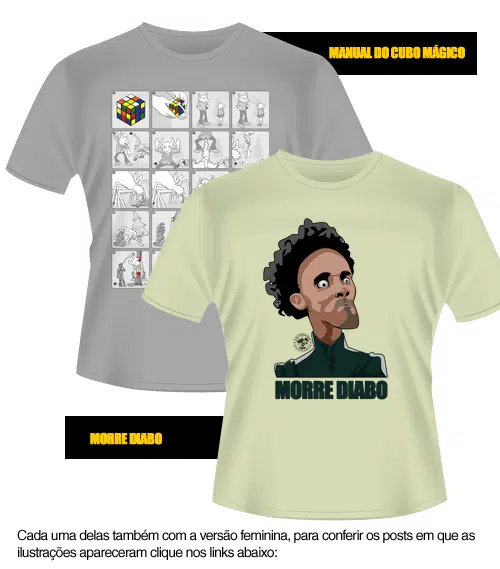 MANUAL DO CUBO MÁGICO
MORRE DIABO
MORRE DIABO
Cada uma delas também com a versão feminina, para conferir os posts em que as
ilustrações apareceram clique nos links abaixo: